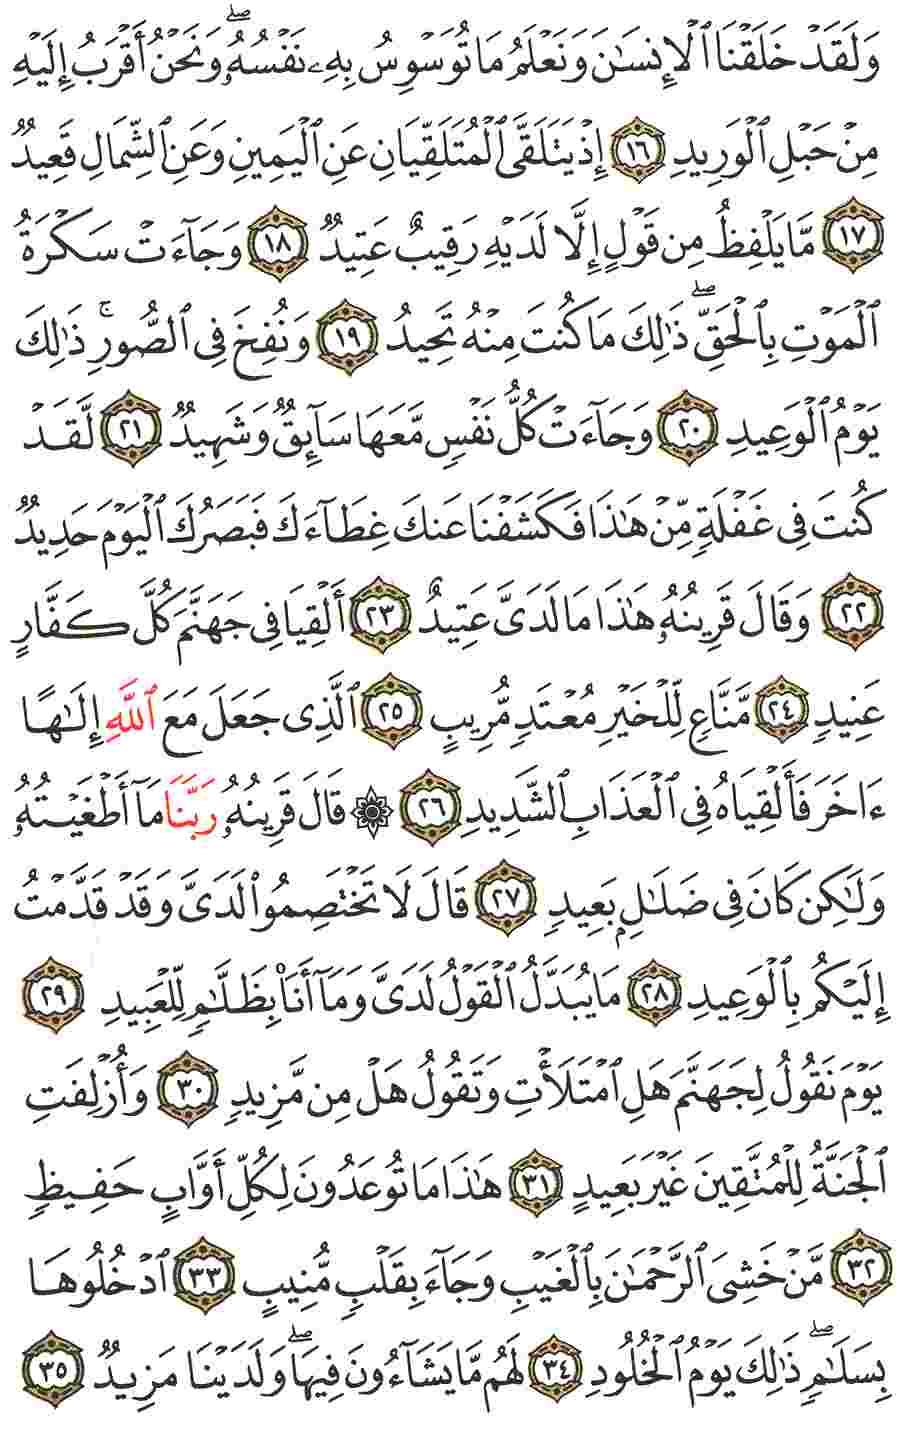 وَلَقَدْ خَلَقْنَا ٱلْإِنسَٰنَ وَنَعْلَمُ مَا تُوَسْوِسُ بِهِۦ نَفْسُهُۥ ۖ وَنَحْنُ أَقْرَبُ إِلَيْهِ
مِنْ حَبْلِ ٱلْوَرِيدِ ١٦ إِذْ يَتَلَقَّى ٱلْمُتَلَقِّيَانِ عَنِ ٱلْيَمِينِ وَعَنِ ٱلشِّمَالِ قَعِيدٌ
١٧ مَّا يَلْفِظُ مِن قَوْلٍ إِلَّا لَدَيْهِ رَقِيبٌ عَتِيدٌ ١٨ وَجَآءَتْ سَكْرَةُ
ٱلْمَوْتِ بِٱلْحَقِّ ۖ ذَٰلِكَ مَا كُنتَ مِنْهُ تَحِيدُ ١٩ وَنُفِخَ فِى ٱلصُّورِ ۚ ذَٰلِكَ
يَوْمُ ٱلْوَعِيدِ ٢٠ وَجَآءَتْ كُلُّ نَفْسٍ مَّعَهَا سَآئِقٌ وَشَهِيدٌ ٢١ لَّقَدْ
كُنتَ فِى غَفْلَةٍ مِّنْ هَٰذَا فَكَشَفْنَا عَنكَ غِطَآءَكَ فَبَصَرُكَ ٱلْيَوْمَ حَدِيدٌ
٢٢ وَقَالَ قَرِينُهُۥ هَٰذَا مَا لَدَىَّ عَتِيدٌ ٢٣ أَلْقِيَا فِى جَهَنَّمَ كُلَّ كَفَّارٍ
عَنِيدٍ ٢٤ مَّنَّاعٍ لِّلْخَيْرِ مُعْتَدٍ مُّرِيبٍ ٢٥ ٱلَّذِى جَعَلَ مَعَ ٱللَّهِ إِلَٰهًا
ءَاخَرَ فَأَلْقِيَاهُ فِى ٱلْعَذَابِ ٱلشَّدِيدِ ٢٦ ۞ قَالَ قَرِينُهُۥ رَبَّنَا مَآ أَطْغَيْتُهُۥ
وَلَٰكِن كَانَ فِى ضَلَٰلٍۭ بَعِيدٍ ٢٧ قَالَ لَا تَخْتَصِمُوا۟ لَدَىَّ وَقَدْ قَدَّمْتُ
إِلَيْكُم بِٱلْوَعِيدِ ٢٨ مَا يُبَدَّلُ ٱلْقَوْلُ لَدَىَّ وَمَآ أَنَا۠ بِظَلَّٰمٍ لِّلْعَبِيدِ ٢٩
يَوْمَ نَقُولُ لِجَهَنَّمَ هَلِ ٱمْتَلَأْتِ وَتَقُولُ هَلْ مِن مَّزِيدٍ ٣٠ وَأُزْلِفَتِ
ٱلْجَنَّةُ لِلْمُتَّقِينَ غَيْرَ بَعِيدٍ ٣١ هَٰذَا مَا تُوعَدُونَ لِكُلِّ أَوَّابٍ حَفِيظٍ
٣٢ مَّنْ خَشِىَ ٱلرَّحْمَٰنَ بِٱلْغَيْبِ وَجَآءَ بِقَلْبٍ مُّنِيبٍ ٣٣ ٱدْخُلُوهَا
بِسَلَٰمٍ ۖ ذَٰلِكَ يَوْمُ ٱلْخُلُودِ ٣٤ لَهُم مَّا يَشَآءُونَ فِيهَا ۖ وَلَدَيْنَا مَزِيدٌ ٣٥